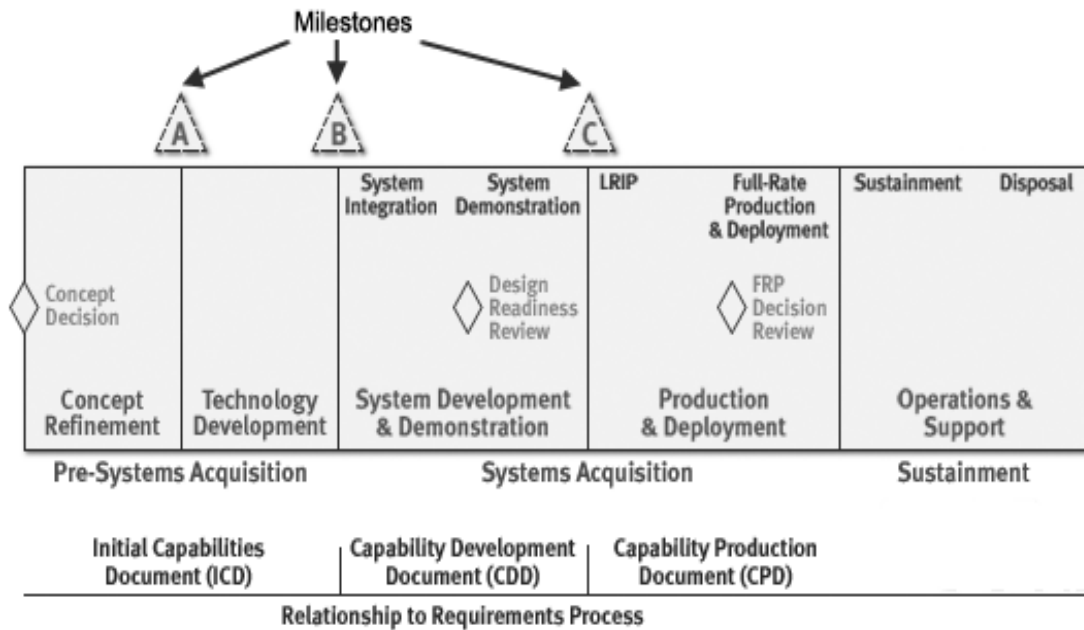 Milestones
A
B
C
System
Integration
System
Demonstration
LRIP
Full-Rate
Production
& Deployment
Sustainment
Disposal
Concept
Decision
Design
Readiness
Review
FRP
Decision
Review
Concept
Refinement
Technology
Development
System Development
& Demonstration
Production
& Deployment
Operations &
Support
Pre-Systems Acquisition
Systems Acquisition
Sustainment
Initial Capabilities
Document (ICD)
Capability Development
Document (CDD)
Capability Production
Document (CPD)
Relationship to Requirements Process